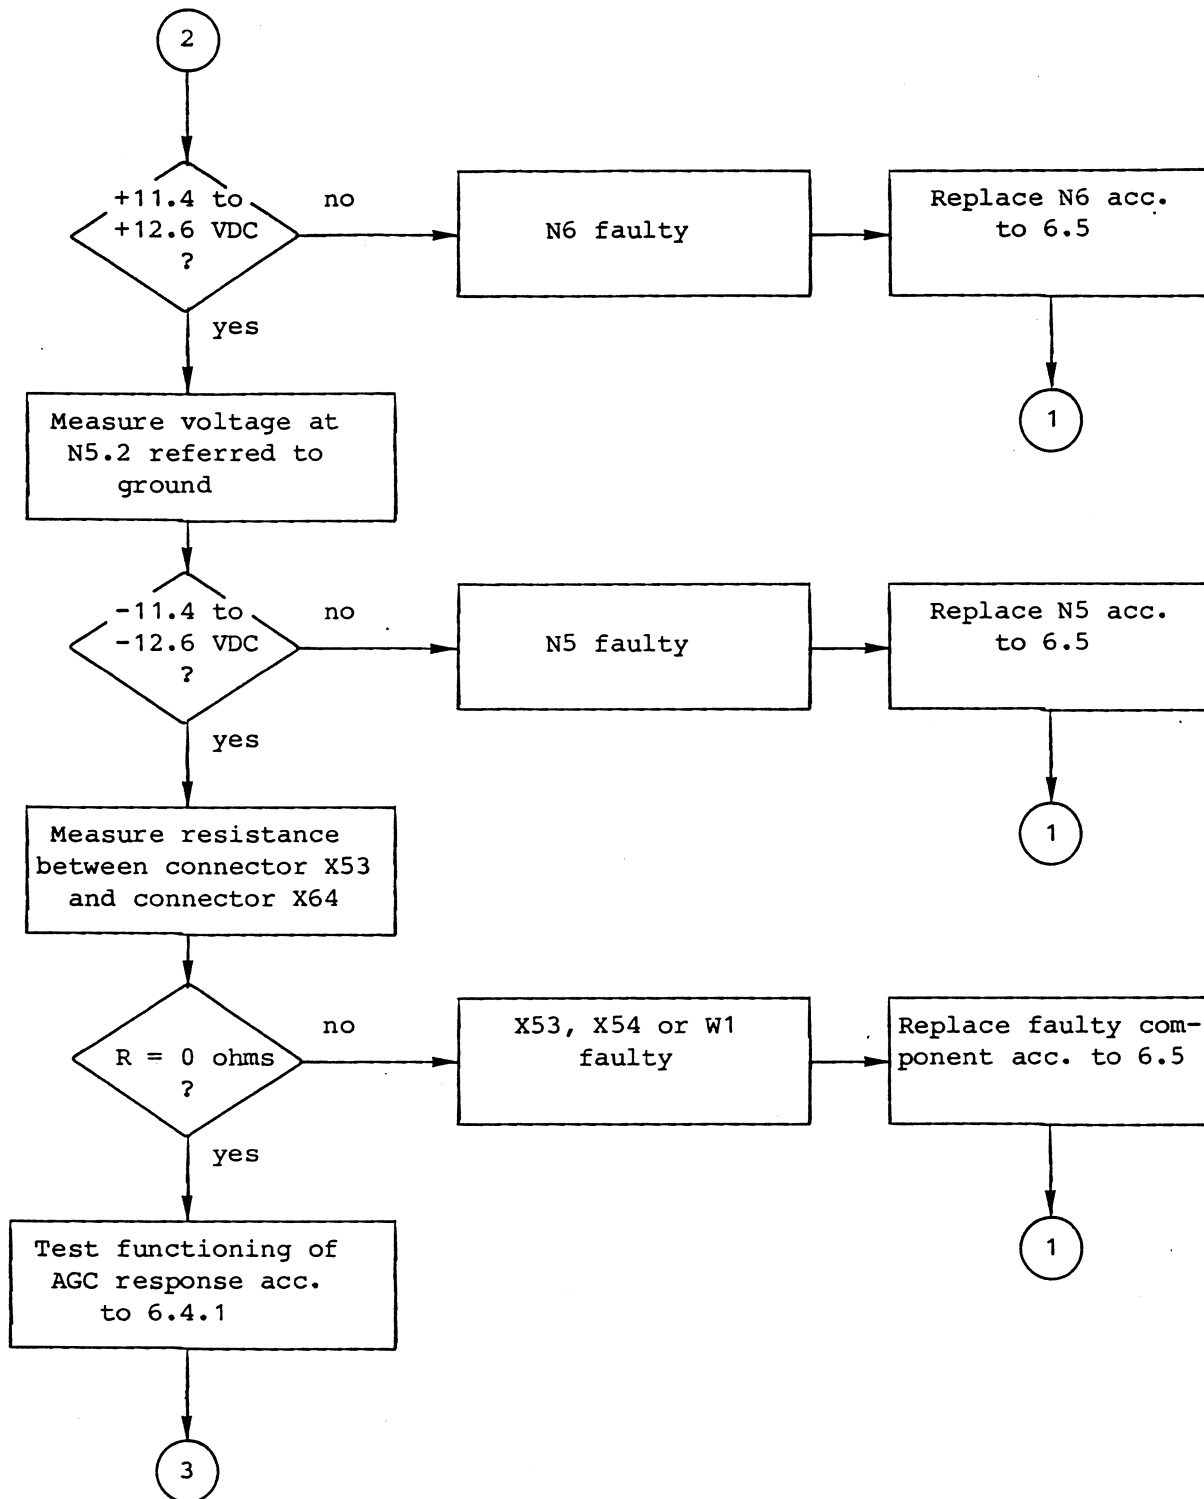 2
+11.4 to
+12.6 VDC
?
no
N6 faulty
Replace N6 acc.
to 6.5
1
yes
Measure voltage at
N5.2 referred to
ground
-11.4 to
-12.6 VDC
?
no
N5 faulty
Replace N5 acc.
to 6.5
1
yes
Measure resistance
between connector X53
and connector X64
R = 0 ohms
?
no
X53, X54 or W1
faulty
Replace faulty com-
ponent acc. to 6.5
1
yes
Test functioning of
AGC response acc.
to 6.4.1
3